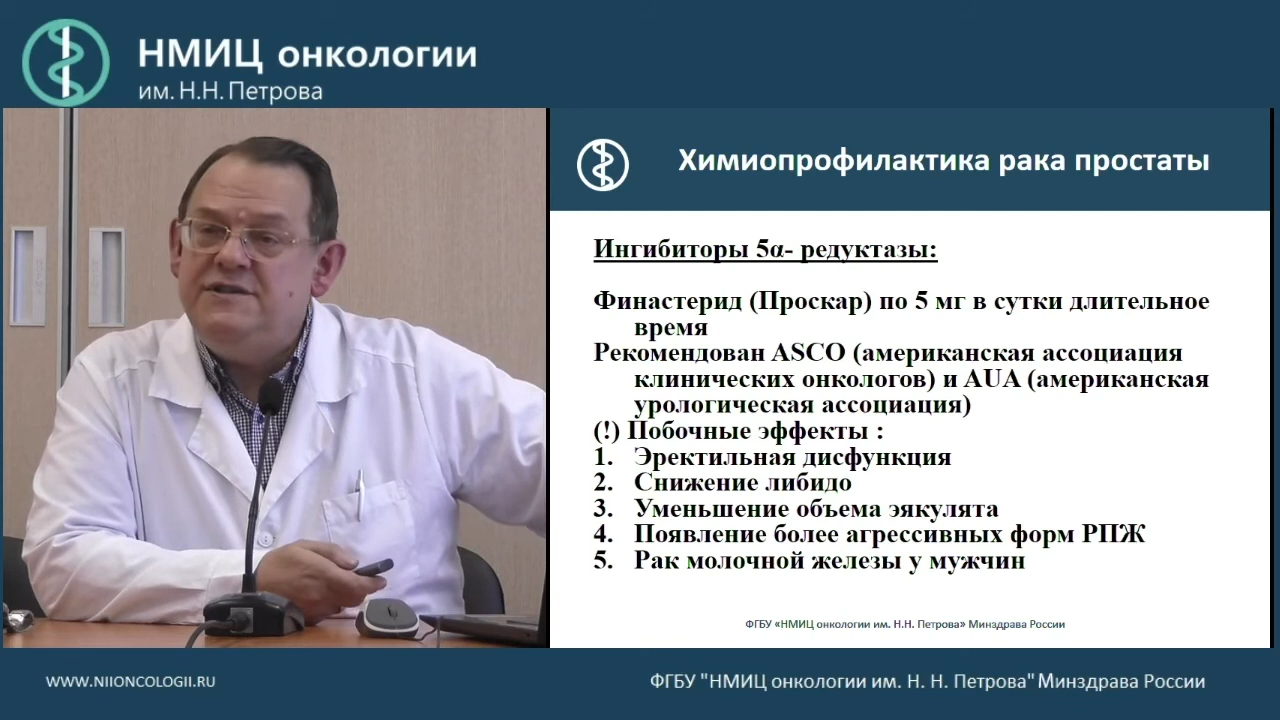 НМИЦ онкологии
им. Н.Н. Петрова
Химиопрофилактика рака простаты
Ингибиторы 5α- редуктазы:
Финастерид (Проскар) по 5 мг в сутки длительное
время
Рекомендован ASCO (американская ассоциация
клинических онкологов) и AUA (американская
урологическая ассоциация)
(!) Побочные эффекты :
1. Эректильная дисфункция
2. Снижение либидо
3. Уменьшение объема эякулята
4. Появление более агрессивных форм РПЖ
5. Рак молочной железы у мужчин
ФГБУ «НМИЦ онкологии им. Н.Н. Петрова» Минздрава России
WWW.NIIONCOLOGII.RU
ФГБУ "НМИЦ онкологии им. Н. Н. Петрова" Минздрава России